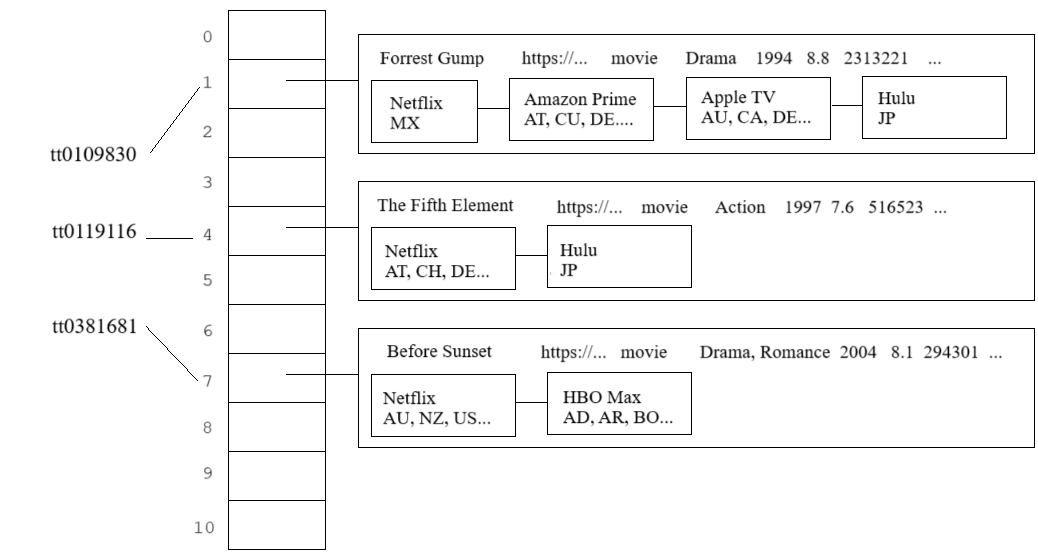 0
Forrest Gump https://... movie Drama 1994 8.8 2313221 ...
1
Netflix
MX
Amazon Prime
AT, CU, DE....
Apple TV
AU, CA, DE...
Hulu
JP
2
tt0109830
3
The Fifth Element https://... movie Action 1997 7.6 516523 ...
tt0119116
4
Netflix
AT, CH, DE...
Hulu
JP
5
6
tt0381681
Before Sunset https://... movie Drama, Romance 2004 8.1 294301 ...
7
Netflix
AU, NZ, US...
HBO Max
AD, AR, BO...
8
9
10